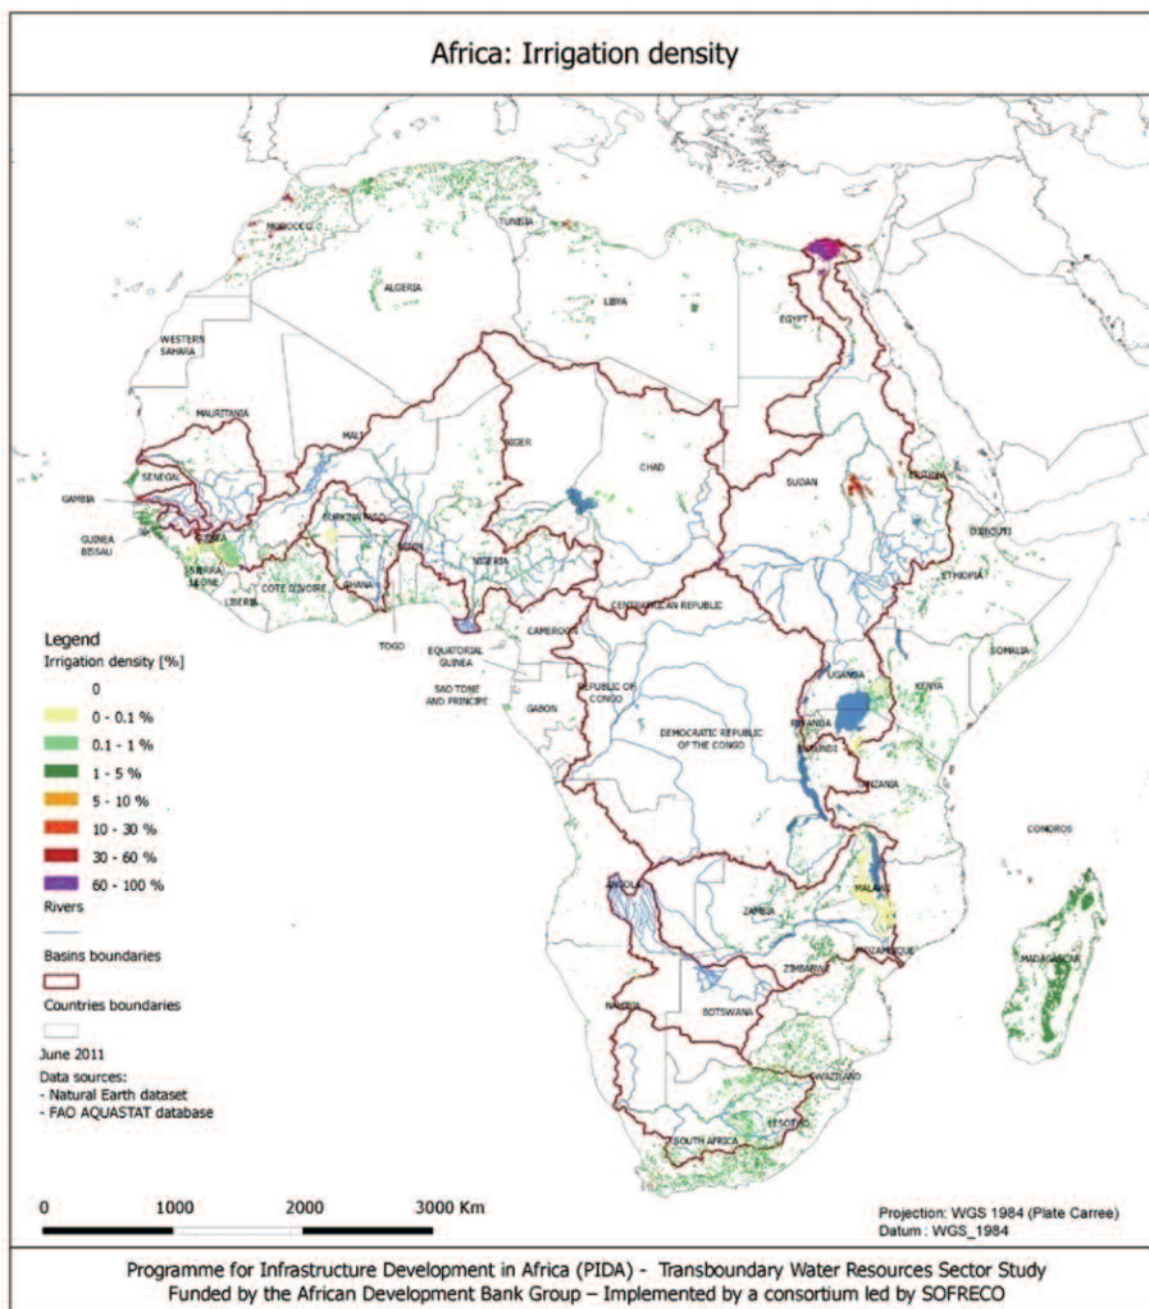 Africa: Irrigation density
TUNISIA
MOROCCO
ALGERIA
LIBYA
EGYPT
WESTERN
SAHARA
MAURITANIA
MALI
NIGER
CHAD
SUDAN
ERITREA
SENEGAL
GAMBIA
BURKINA FASO
DJIBOUTI
GUINEA
BISSAU
GUINEA
BENIN
NIGERIA
ETHIOPIA
SIERRA
LEONE
COTE D'IVOIRE
GHANA
LIBERIA
CENTRAFRICAN REPUBLIC
CAMEROON
TOGO
EQUATORIAL
GUINEA
SOMALIA
UGANDA
KENYA
SAO TOME
AND PRINCIPE
GABON
REPUBLIC OF
CONGO
RWANDA
DEMOCRATIC REPUBLIC
OF THE CONGO
BURUNDI
TANZANIA
COMOROS
ANGOLA
MALAWI
ZAMBIA
MOZAMBIQUE
MADAGASCAR
ZIMBABWE
NAMIBIA
BOTSWANA
SWAZILAND
LESOTHO
SOUTH AFRICA
Legend
Irrigation density [%]
0
0 - 0.1 %
0.1 - 1 %
1 - 5 %
5 - 10 %
10 - 30 %
30 - 60 %
60 - 100 %
Rivers
Basins boundaries
Countries boundaries
June 2011
Data sources:
- Natural Earth dataset
- FAO AQUASTAT database
0 1000 2000 3000 Km
Projection: WGS 1984 (Plate Carree)
Datum : WGS_1984
Programme for Infrastructure Development in Africa (PIDA) - Transboundary Water Resources Sector Study
Funded by the African Development Bank Group – Implemented by a consortium led by SOFRECO